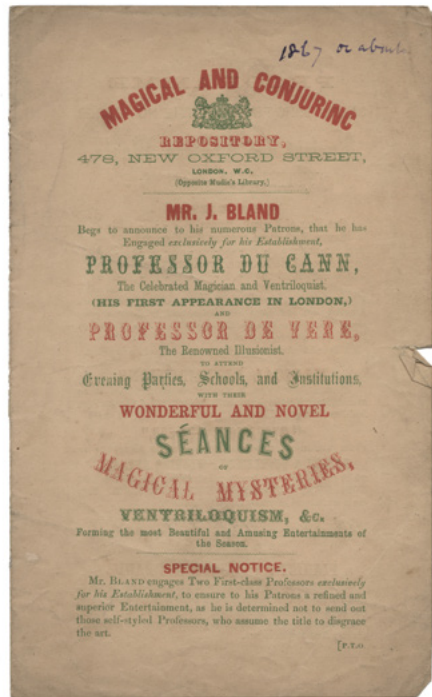 1867 or about
MAGICAL AND CONJURING
REPOSITORY,
478, NEW OXFORD STREET,
LONDON. W.C.
(Opposite Mudie's Library.)
MR. J. BLAND
Begs to announce to his numerous Patrons, that he has
Engaged exclusively for his Establishment,
PROFESSOR DU CANN,
The Celebrated Magician and Ventriloquist.
(HIS FIRST APPEARANCE IN LONDON,)
AND
PROFESSOR DE VERE,
The Renowned Illusionist,
TO ATTEND
Evening Parties, Schools, and Institutions,
WITH THEIR
WONDERFUL AND NOVEL
SÉANCES
OF
MAGICAL MYSTERIES,
VENTRILOQUISM, &c.
Forming the most Beautiful and Amusing Entertainments of
the Season.
SPECIAL NOTICE.
Mr. BLAND engages Two First-class Professors exclusively
for his Establishment, to ensure to his Patrons a refined and
superior Entertainment, as he is determined not to send out
those self-styled Professors, who assume the title to disgrace
the art.
[P.T.O